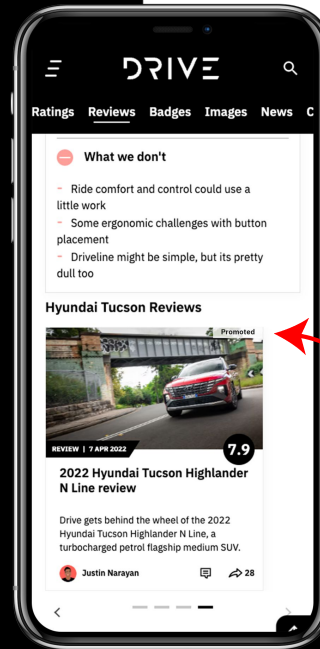 DRIVE
Ratings Reviews Badges Images News C
What we don't
- Ride comfort and control could use a
little work
- Some ergonomic challenges with button
placement
- Driveline might be simple, but its pretty
dull too
Hyundai Tucson Reviews
Promoted
REVIEW | 7 APR 2022
7.9
2022 Hyundai Tucson Highlander
N Line review
Drive gets behind the wheel of the 2022
Hyundai Tucson Highlander N Line, a
turbocharged petrol flagship medium SUV.
Justin Narayan 28